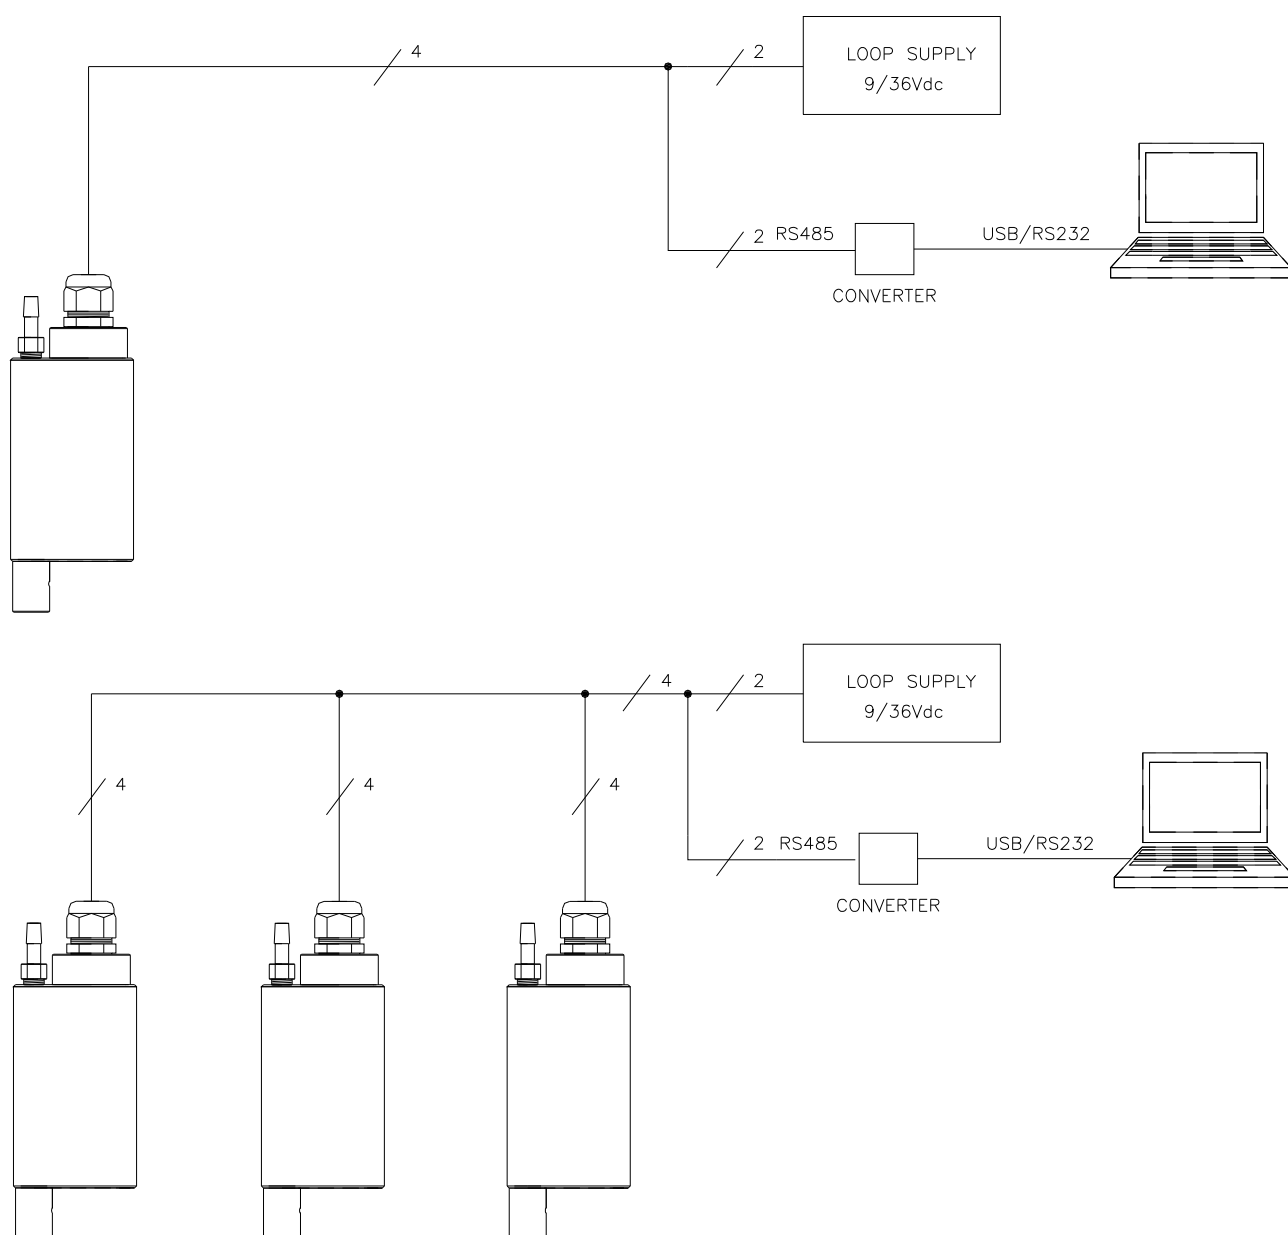 4
2
LOOP SUPPLY
9/36Vdc
2 RS485
USB/RS232
CONVERTER
4
2
LOOP SUPPLY
9/36Vdc
4
4
4
2 RS485
USB/RS232
CONVERTER